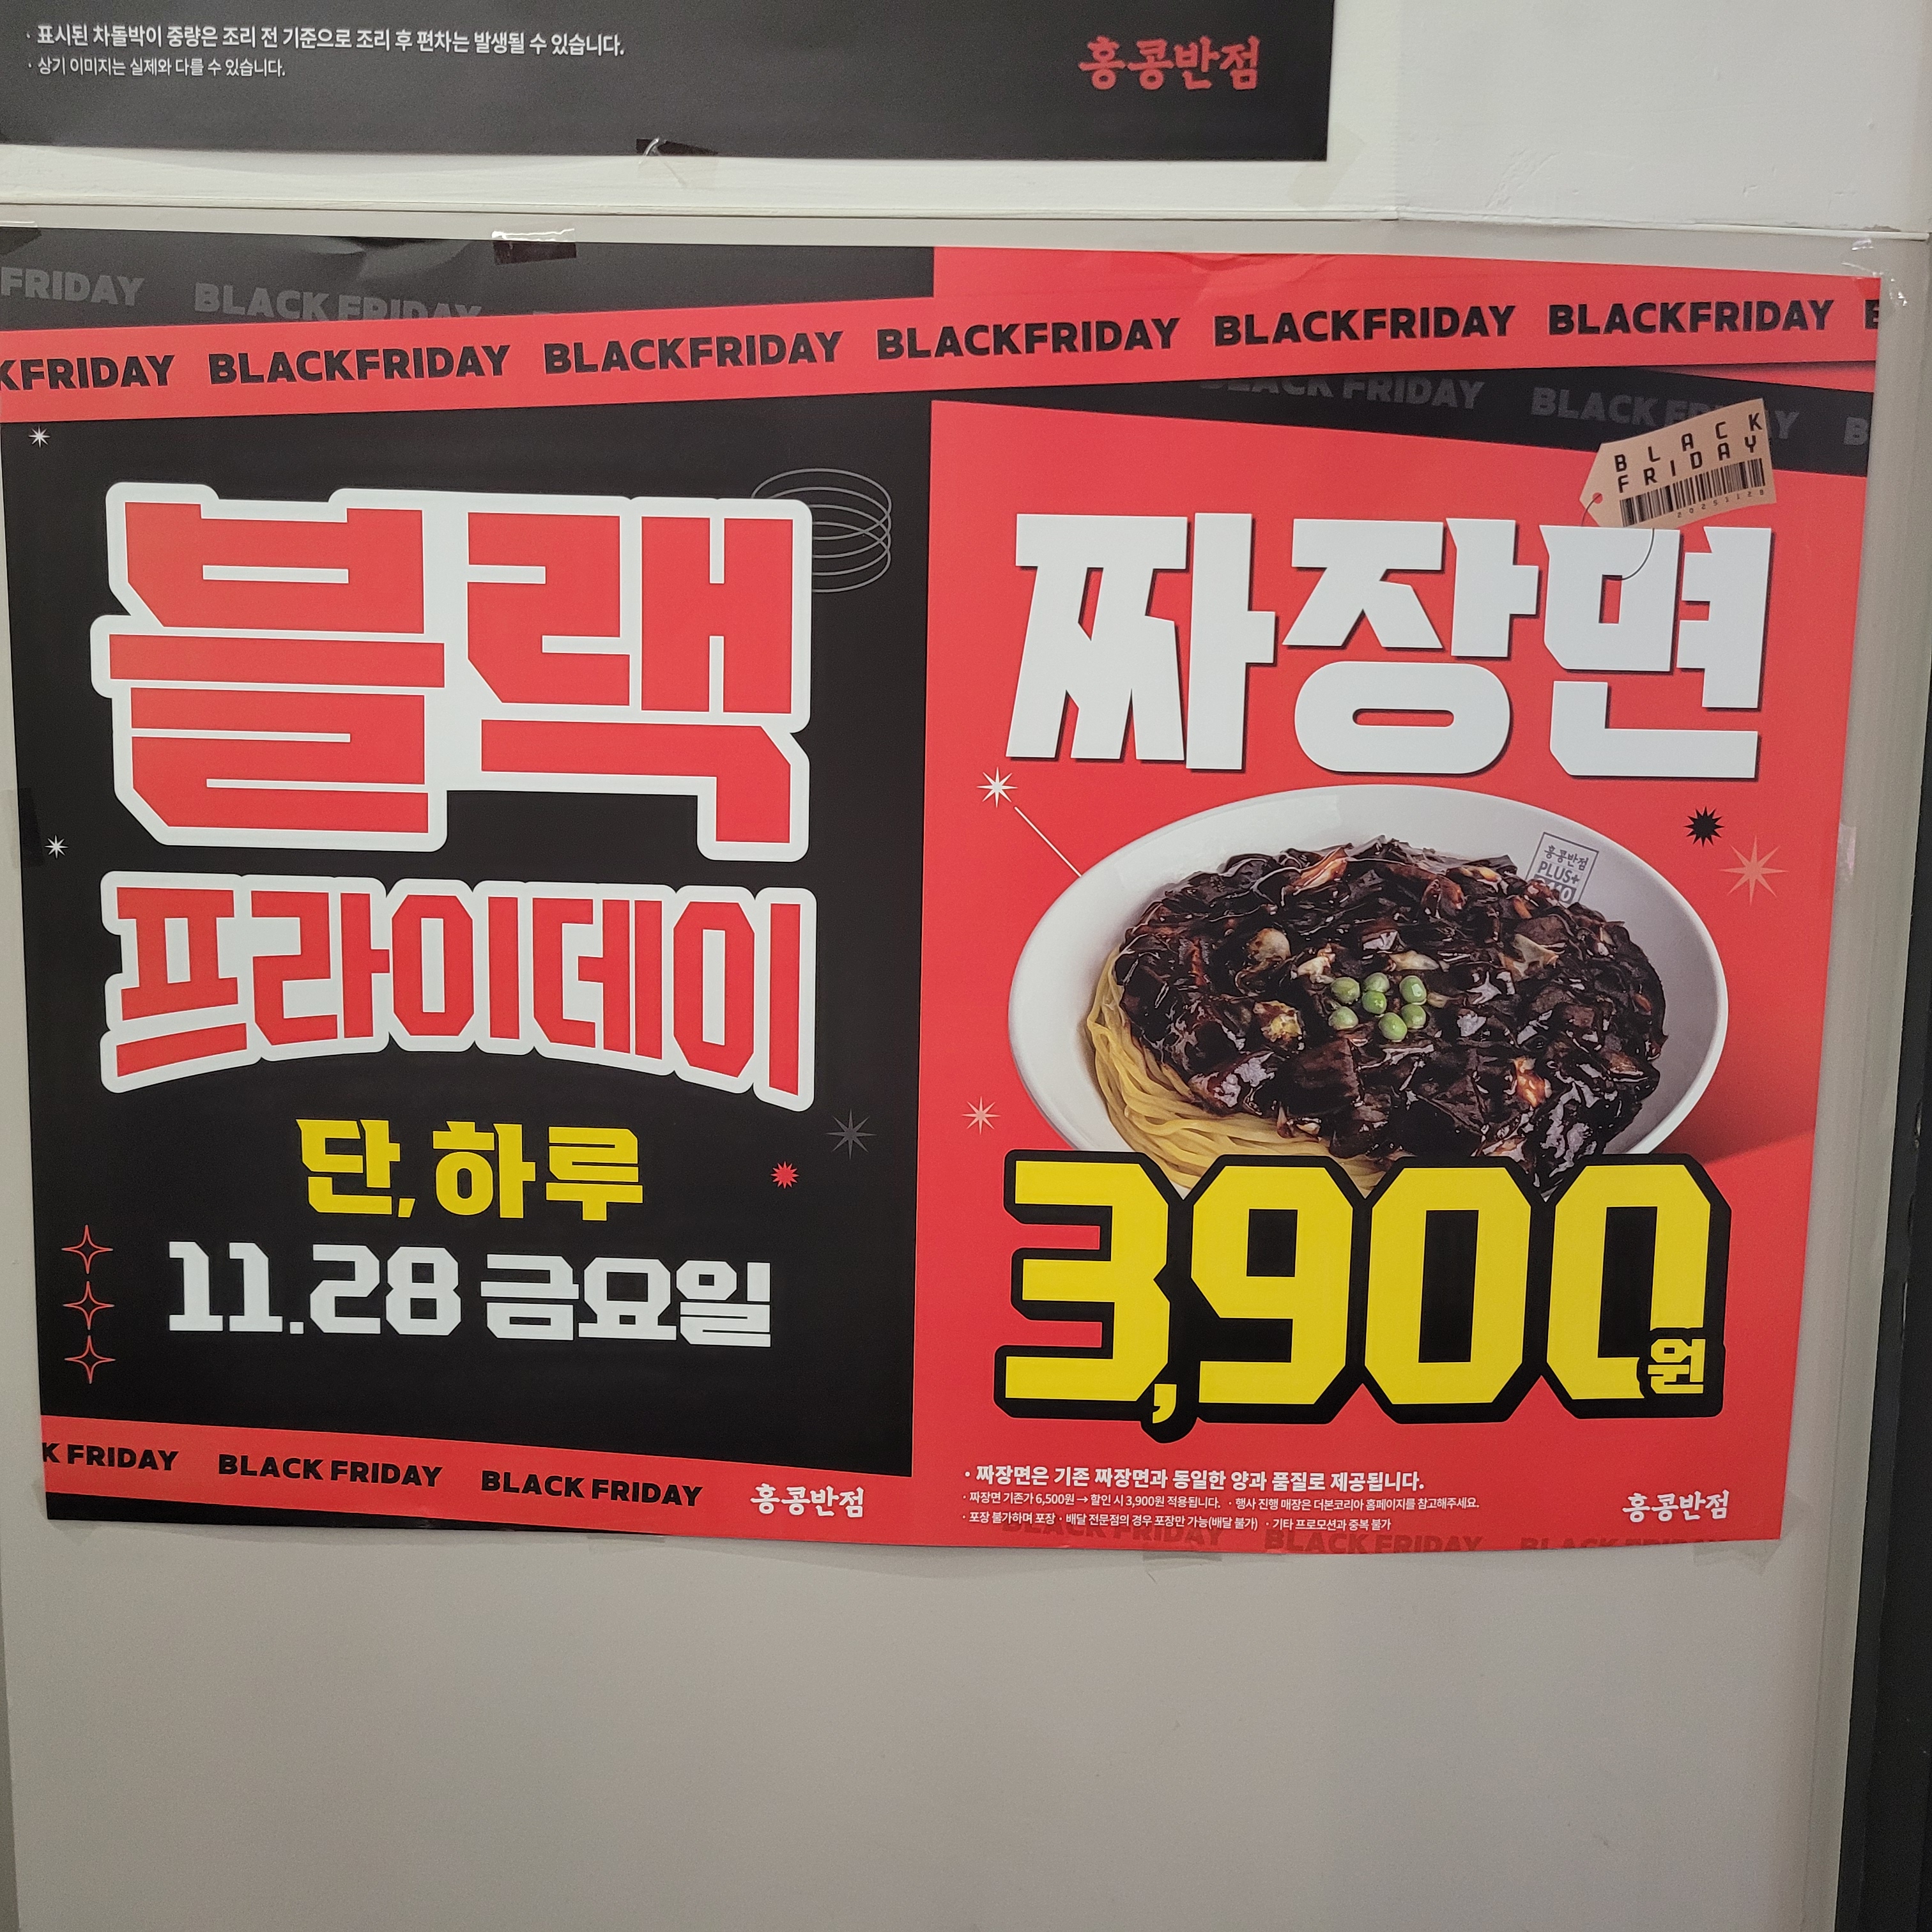 · 표시된 차돌박이 중량은 조리 전 기준으로 조리 후 편차는 발생될 수 있습니다.
· 상기 이미지는 실제와 다를 수 있습니다.
홍콩반점
FRIDAY BLACK FRIDAY
KFRIDAY BLACKFRIDAY BLACKFRIDAY BLACKFRIDAY BLACKFRIDAY BLACKFRIDAY
BLACK FRIDAY BLACK FRIDAY B
블랙
프라이데이
단, 하루
11.28 금요일
K FRIDAY BLACK FRIDAY BLACK FRIDAY
홍콩반점
BLACK
FRIDAY
20251128
짜장면
홍콩반점
PLUS+
3,900원
· 짜장면은 기존 짜장면과 동일한 양과 품질로 제공됩니다.
· 짜장면 기존가 6,500원 → 할인 시 3,900원 적용됩니다. · 행사 진행 매장은 더본코리아 홈페이지를 참고해주세요.
· 포장 불가하며 포장 · 배달 전문점의 경우 포장만 가능(배달 불가) · 기타 프로모션과 중복 불가
BLACK FRIDAY BLACK FRIDAY BLACK FRIDAY
홍콩반점